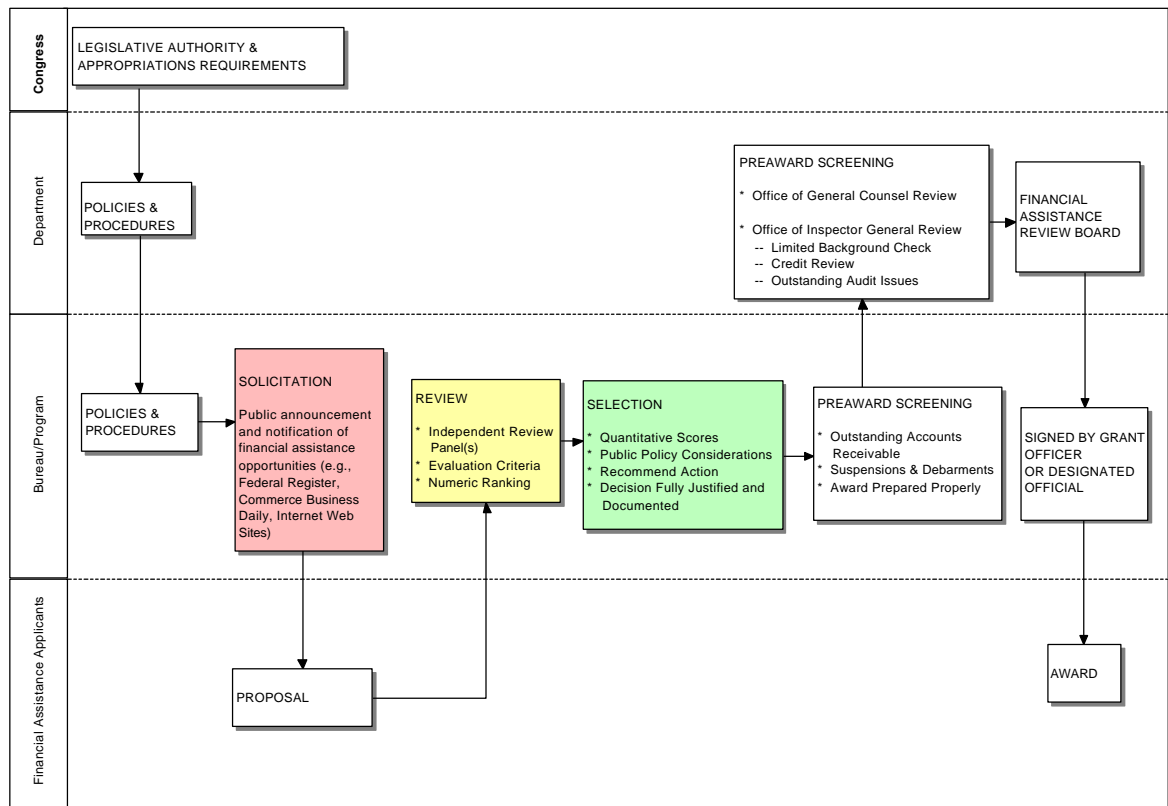 Congress
LEGISLATIVE AUTHORITY &
APPROPRIATIONS REQUIREMENTS
Department
POLICIES &
PROCEDURES
PREAWARD SCREENING
* Office of General Counsel Review
* Office of Inspector General Review
-- Limited Background Check
-- Credit Review
-- Outstanding Audit Issues
FINANCIAL
ASSISTANCE
REVIEW BOARD
Bureau/Program
POLICIES &
PROCEDURES
SOLICITATION
Public announcement
and notification of
financial assistance
opportunities (e.g.,
Federal Register,
Commerce Business
Daily, Internet Web
Sites)
REVIEW
* Independent Review
Panel(s)
* Evaluation Criteria
* Numeric Ranking
SELECTION
* Quantitative Scores
* Public Policy Considerations
* Recommend Action
* Decision Fully Justified and
Documented
PREAWARD SCREENING
* Outstanding Accounts
Receivable
* Suspensions & Debarments
* Award Prepared Properly
SIGNED BY GRANT
OFFICER
OR DESIGNATED
OFFICIAL
Financial Assistance Applicants
PROPOSAL
AWARD